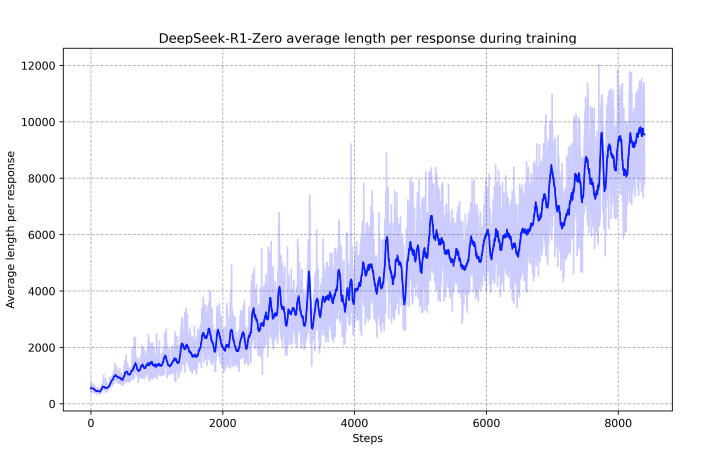 DeepSeek-R1-Zero average length per response during training
12000
10000
8000
6000
4000
2000
0
Average length per response
0 2000 4000 6000 8000
Steps